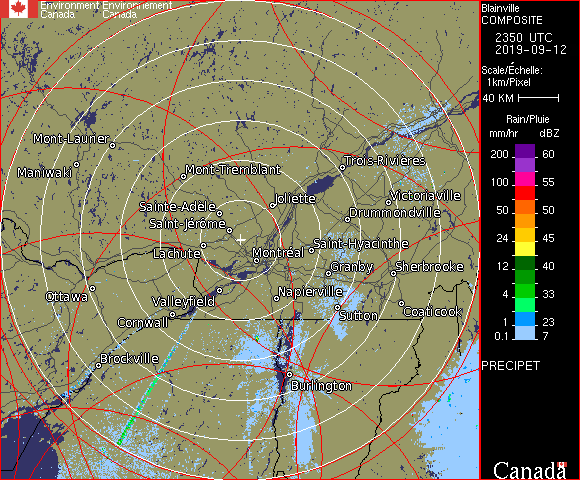 Environment Environnement
Canada Canada
Blainville
COMPOSITE
2350 UTC
2019-09-12
Scale/Échelle:
1km/Pixel
40 KM
Rain/Pluie
mm/hr dBZ
200 60
150 55
100 55
50 50
24 45
12 40
4 33
1 23
0.1 7
PRECIPET
Canada
Mont-Laurier
Maniwaki
Mont-Tremblant
Trois-Rivières
Joliette
Victoriaville
Sainte-Adèle
Drummondville
Saint-Jérôme
Saint-Hyacinthe
Lachute
Montréal
Granby
Sherbrooke
Ottawa
Valleyfield
Napierville
Cornwall
Sutton
Coaticook
Brockville
Burlington